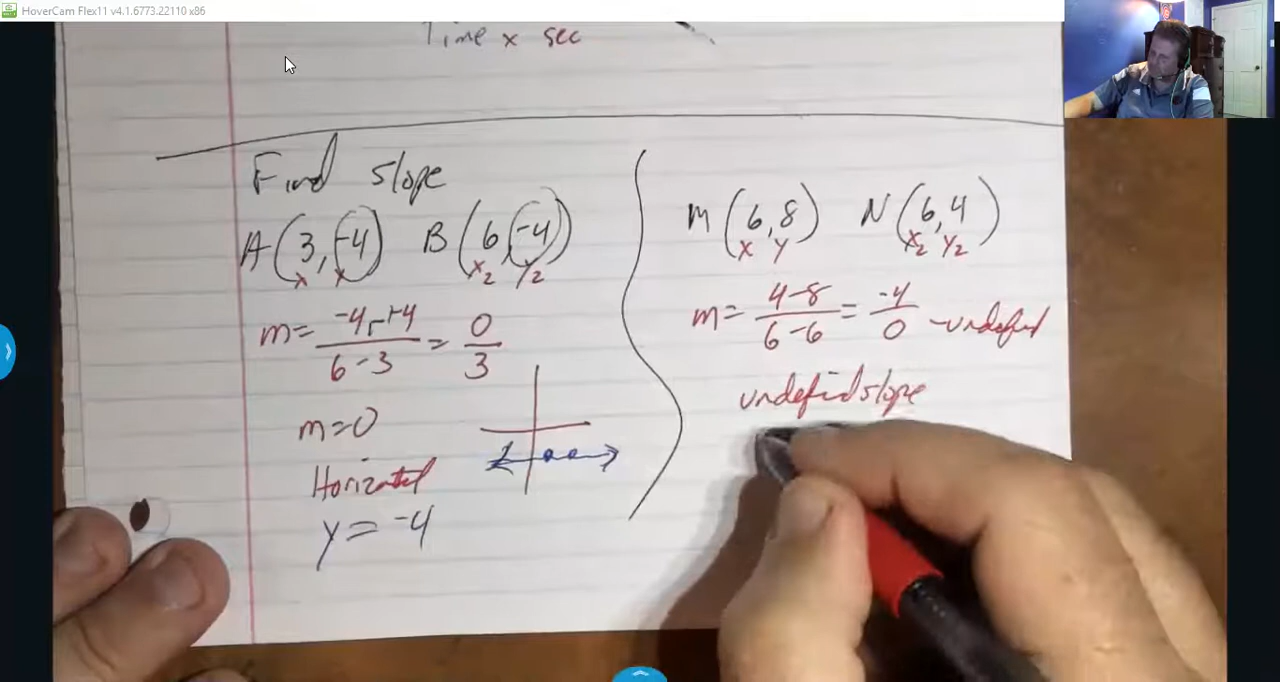 HoverCam Flex11 v4.1.6773.22110 x86
Time x sec
Find slope
A(3, -4) B(6, -4)
x x x2 y2
m = -4 - +4 / 6 - 3 = 0/3
m=0
Horizontal
y = -4
M(6, 8) N(6, 4)
x y x2 y2
m = 4-8 / 6-6 = -4/0 - undefied
undefid slope